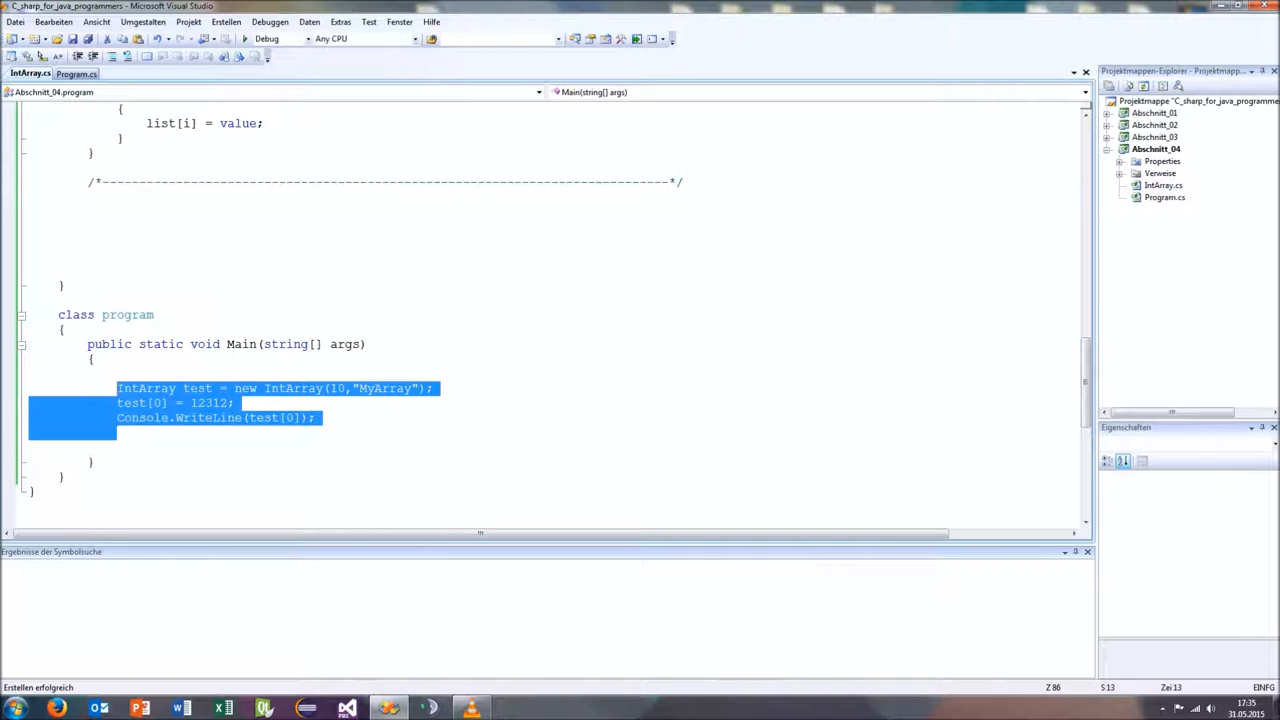 C_sharp_for_java_programmers - Microsoft Visual Studio
Datei Bearbeiten Ansicht Umgestalten Projekt Erstellen Debuggen Daten Extras Test Fenster Hilfe
Debug Any CPU
IntArray.cs Program.cs
Abschnitt_04.program Main(string[] args)
{
list[i] = value;
}
}
/*-----------------------------------------------------------------------------*/
}
class program
{
public static void Main(string[] args)
{
IntArray test = new IntArray(10,"MyArray");
test[0] = 12312;
Console.WriteLine(test[0]);
}
}
}
Projektmappen-Explorer - Projektmapp...
Projektmappe "C_sharp_for_java_programmers
Abschnitt_01
Abschnitt_02
Abschnitt_03
Abschnitt_04
Properties
Verweise
IntArray.cs
Program.cs
Eigenschaften
Ergebnisse der Symbolsuche
Erstellen erfolgreich Z 86 S 13 Zei 13 EINFG
17:35
31.05.2015